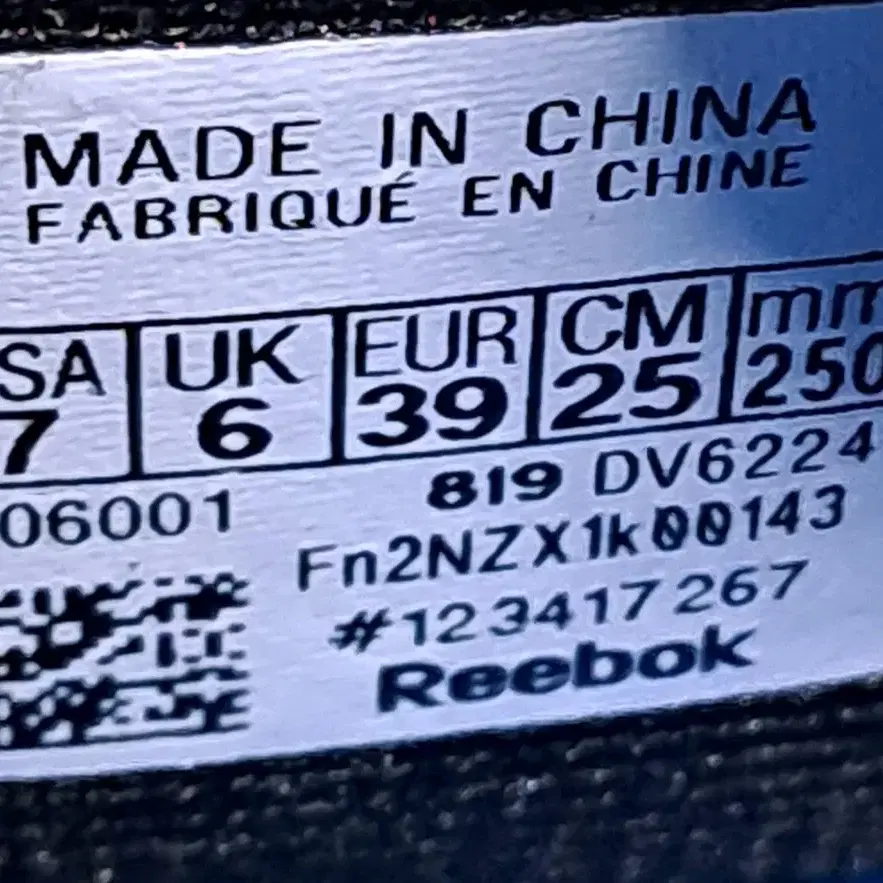 MADE IN CHINA
FABRIQUÉ EN CHINE
SA UK EUR CM mm
7 6 39 25 250
06001 819 DV6224
Fn2NZX1k00143
#123417267
Reebok